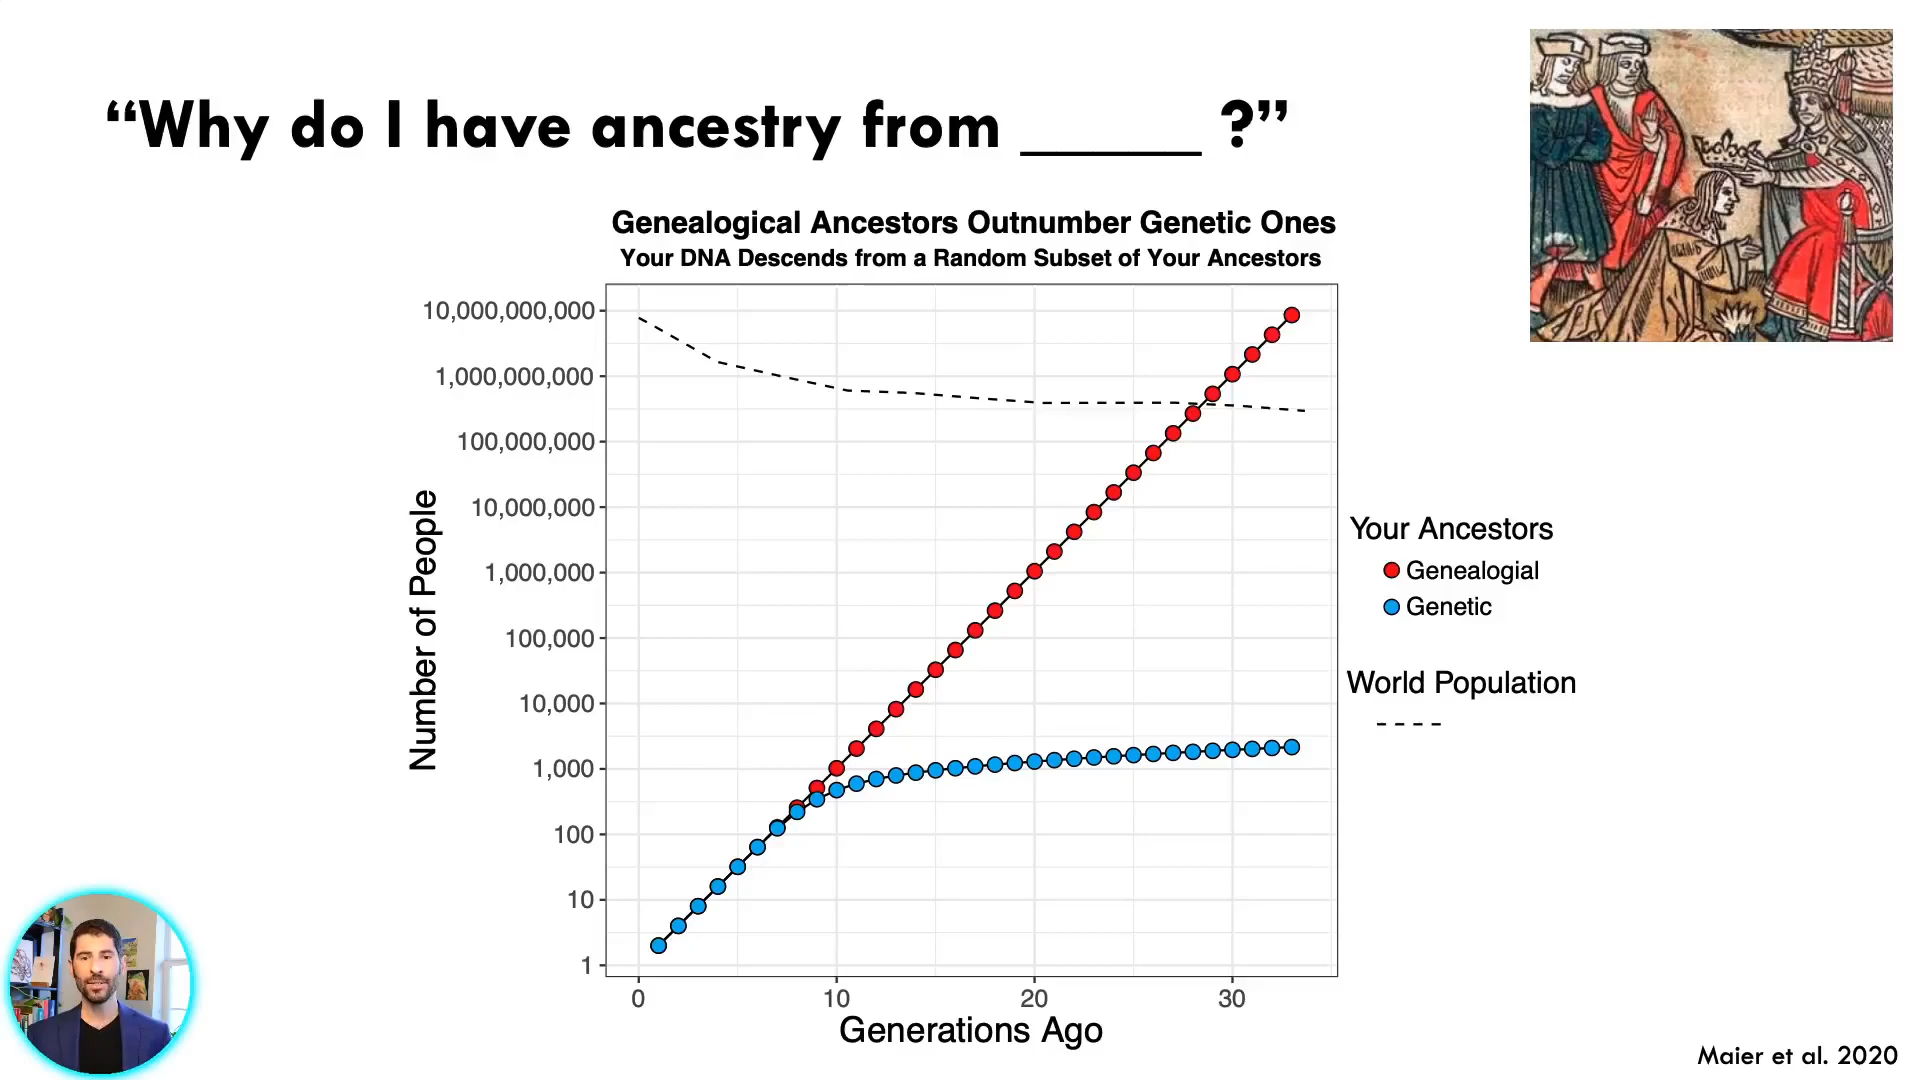 “Why do I have ancestry from ______ ?”
Genealogical Ancestors Outnumber Genetic Ones
Your DNA Descends from a Random Subset of Your Ancestors
10,000,000,000
1,000,000,000
100,000,000
10,000,000
1,000,000
100,000
10,000
1,000
100
10
1
Number of People
0 10 20 30
Generations Ago
Your Ancestors
Genealogial
Genetic
World Population
Maier et al. 2020